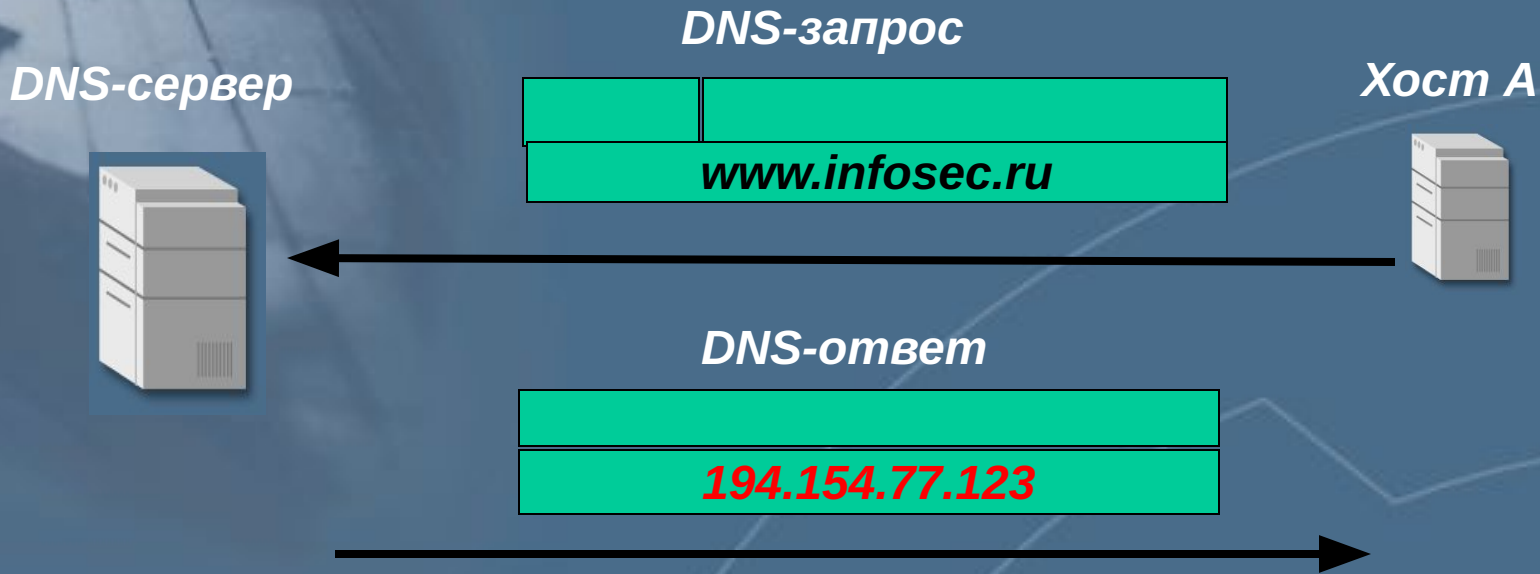 DNS-запрос
DNS-сервер
Хост А
www.infosec.ru
DNS-ответ
194.154.77.123